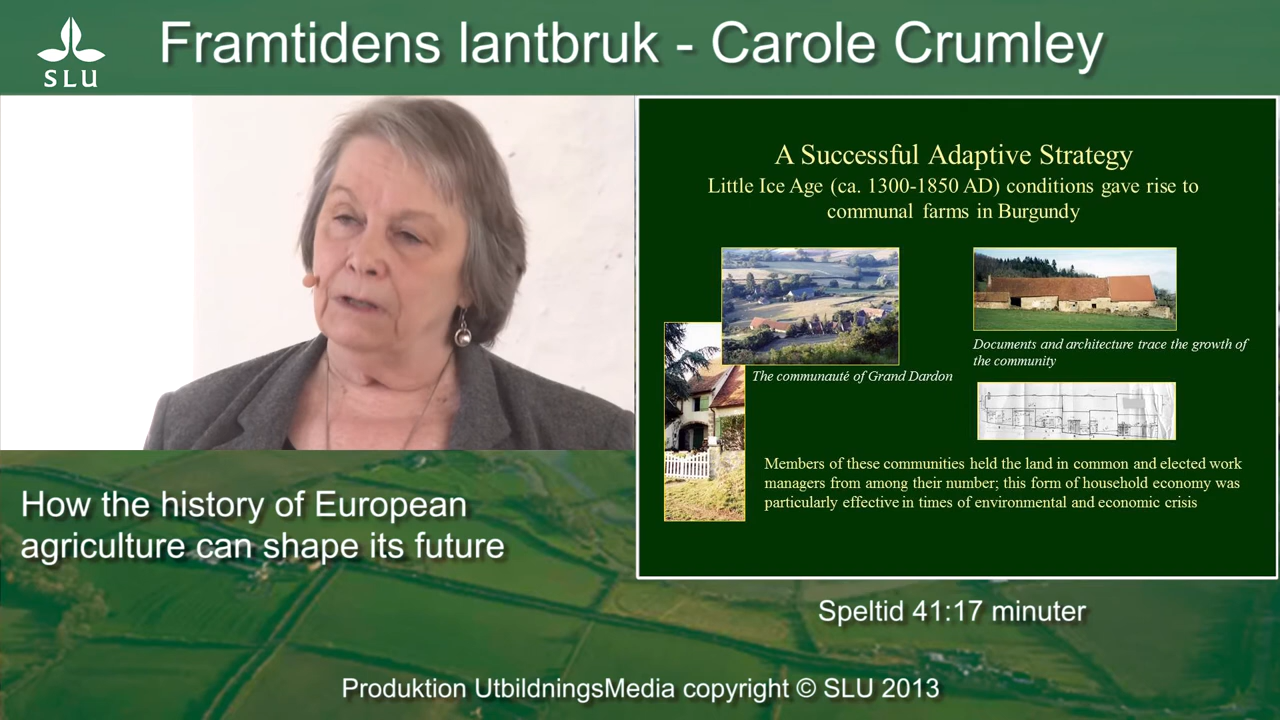 SLU
Framtidens lantbruk - Carole Crumley
A Successful Adaptive Strategy
Little Ice Age (ca. 1300-1850 AD) conditions gave rise to
communal farms in Burgundy
Documents and architecture trace the growth of
the community
The communauté of Grand Dardon
Members of these communities held the land in common and elected work
managers from among their number; this form of household economy was
particularly effective in times of environmental and economic crisis
How the history of European
agriculture can shape its future
Speltid 41:17 minuter
Produktion UtbildningsMedia copyright © SLU 2013